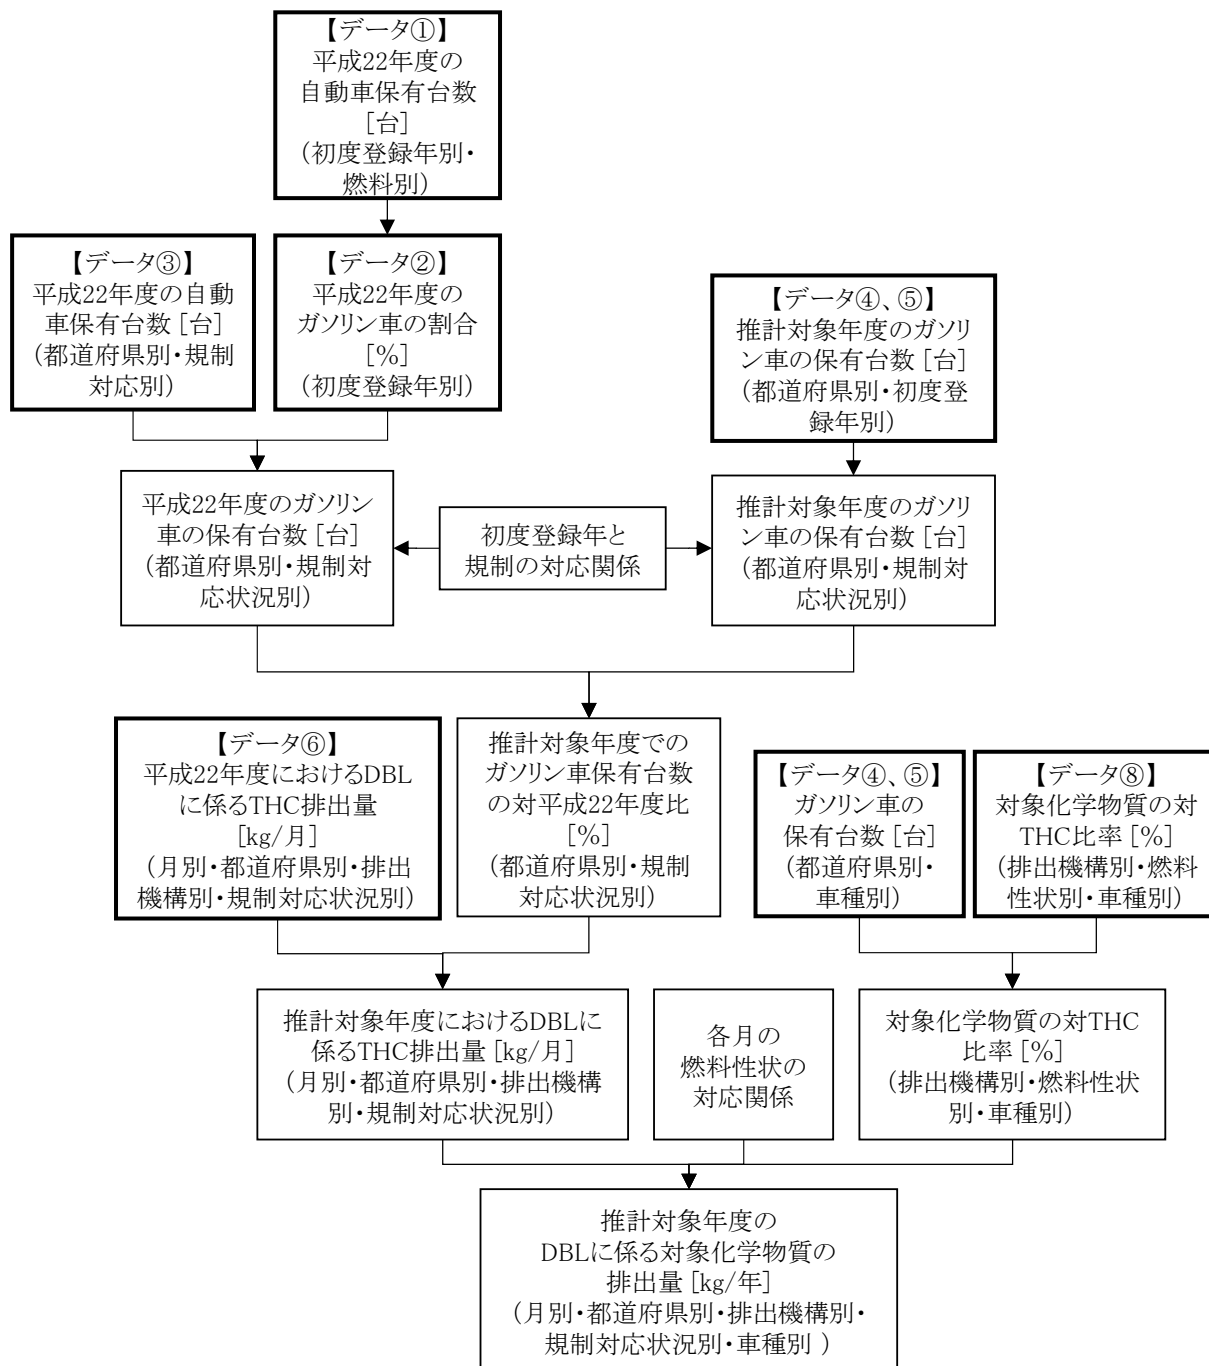 【データ①】
平成22年度の
自動車保有台数
[台]
(初度登録年別・
燃料別)
【データ③】
平成22年度の自動
車保有台数 [台]
(都道府県別・規制
対応別)
【データ②】
平成22年度の
ガソリン車の割合
[%]
(初度登録年別)
【データ④、⑤】
推計対象年度のガソリ
ン車の保有台数 [台]
(都道府県別・初度登
録年別)
平成22年度のガソリン
車の保有台数 [台]
(都道府県別・規制対
応状況別)
初度登録年と
規制の対応関係
推計対象年度のガソリ
ン車の保有台数 [台]
(都道府県別・規制対
応状況別)
【データ⑥】
平成22年度におけるDBL
に係るTHC排出量
[kg/月]
(月別・都道府県別・排出
機構別・規制対応状況別)
推計対象年度での
ガソリン車保有台数
の対平成22年度比
[%]
(都道府県別・規制
対応状況別)
【データ④、⑤】
ガソリン車の
保有台数 [台]
(都道府県別・
車種別)
【データ⑧】
対象化学物質の対
THC比率 [%]
(排出機構別・燃料
性状別・車種別)
推計対象年度におけるDBLに
係るTHC排出量 [kg/月]
(月別・都道府県別・排出機構
別・規制対応状況別)
各月の
燃料性状の
対応関係
対象化学物質の対THC
比率 [%]
(排出機構別・燃料性状
別・車種別)
推計対象年度の
DBLに係る対象化学物質の
排出量 [kg/年]
(月別・都道府県別・排出機構別・
規制対応状況別・車種別 )